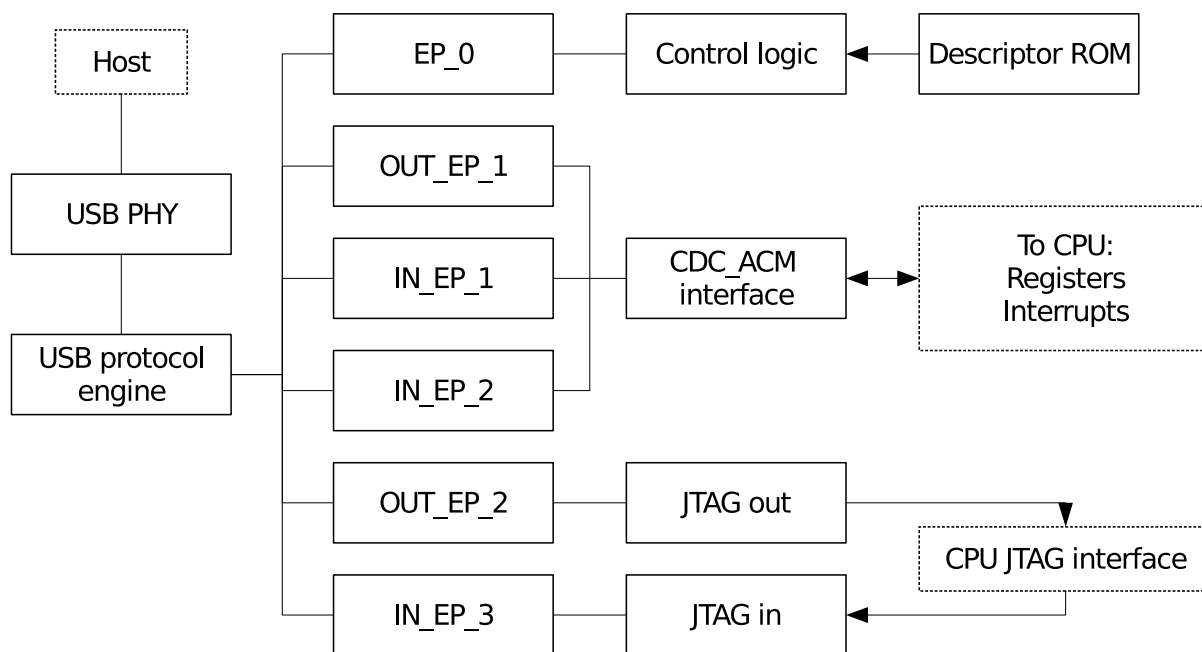 Host
USB PHY
USB protocol
engine
EP_0
Control logic
Descriptor ROM
OUT_EP_1
IN_EP_1
CDC_ACM
interface
To CPU:
Registers
Interrupts
IN_EP_2
OUT_EP_2
JTAG out
CPU JTAG interface
IN_EP_3
JTAG in